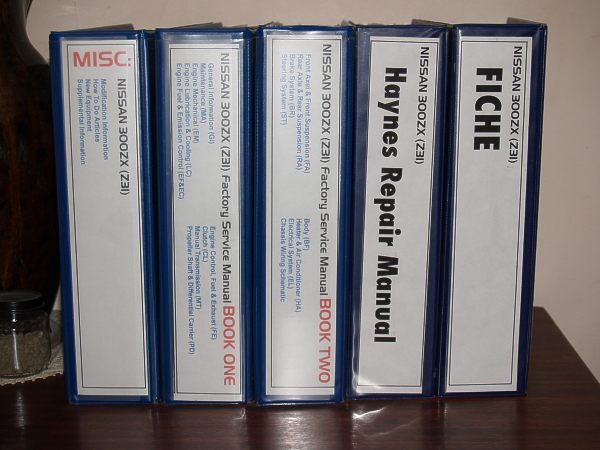 MISC:
NISSAN 300ZX (Z31)
Modification Information
How To Do Articles
New Equipment
Supplemental Information
NISSAN 300ZX (Z31) Factory Service Manual BOOK ONE
General Information (GI)
Maintenance (MA)
Engine Mechanical (EM)
Engine Lubrication & Cooling (LC)
Engine Fuel & Emission Control (EF&EC)
Engine Control, Fuel & Exhaust (FE)
Clutch (CL)
Manual Transmission (MT)
Propeller Shaft & Differential Carrier (PD)
NISSAN 300ZX (Z31) Factory Service Manual BOOK TWO
Front Axel & Front Suspension (FA)
Rear Axle & Rear Suspension (RA)
Brake System (BR)
Steering System (ST)
Body (BF)
Heater & Air Conditioner (HA)
Electrical System (EL)
Chassis Wiring Schematic
NISSAN 300ZX (Z31)
Haynes Repair Manual
NISSAN 300ZX (Z31)
FICHE